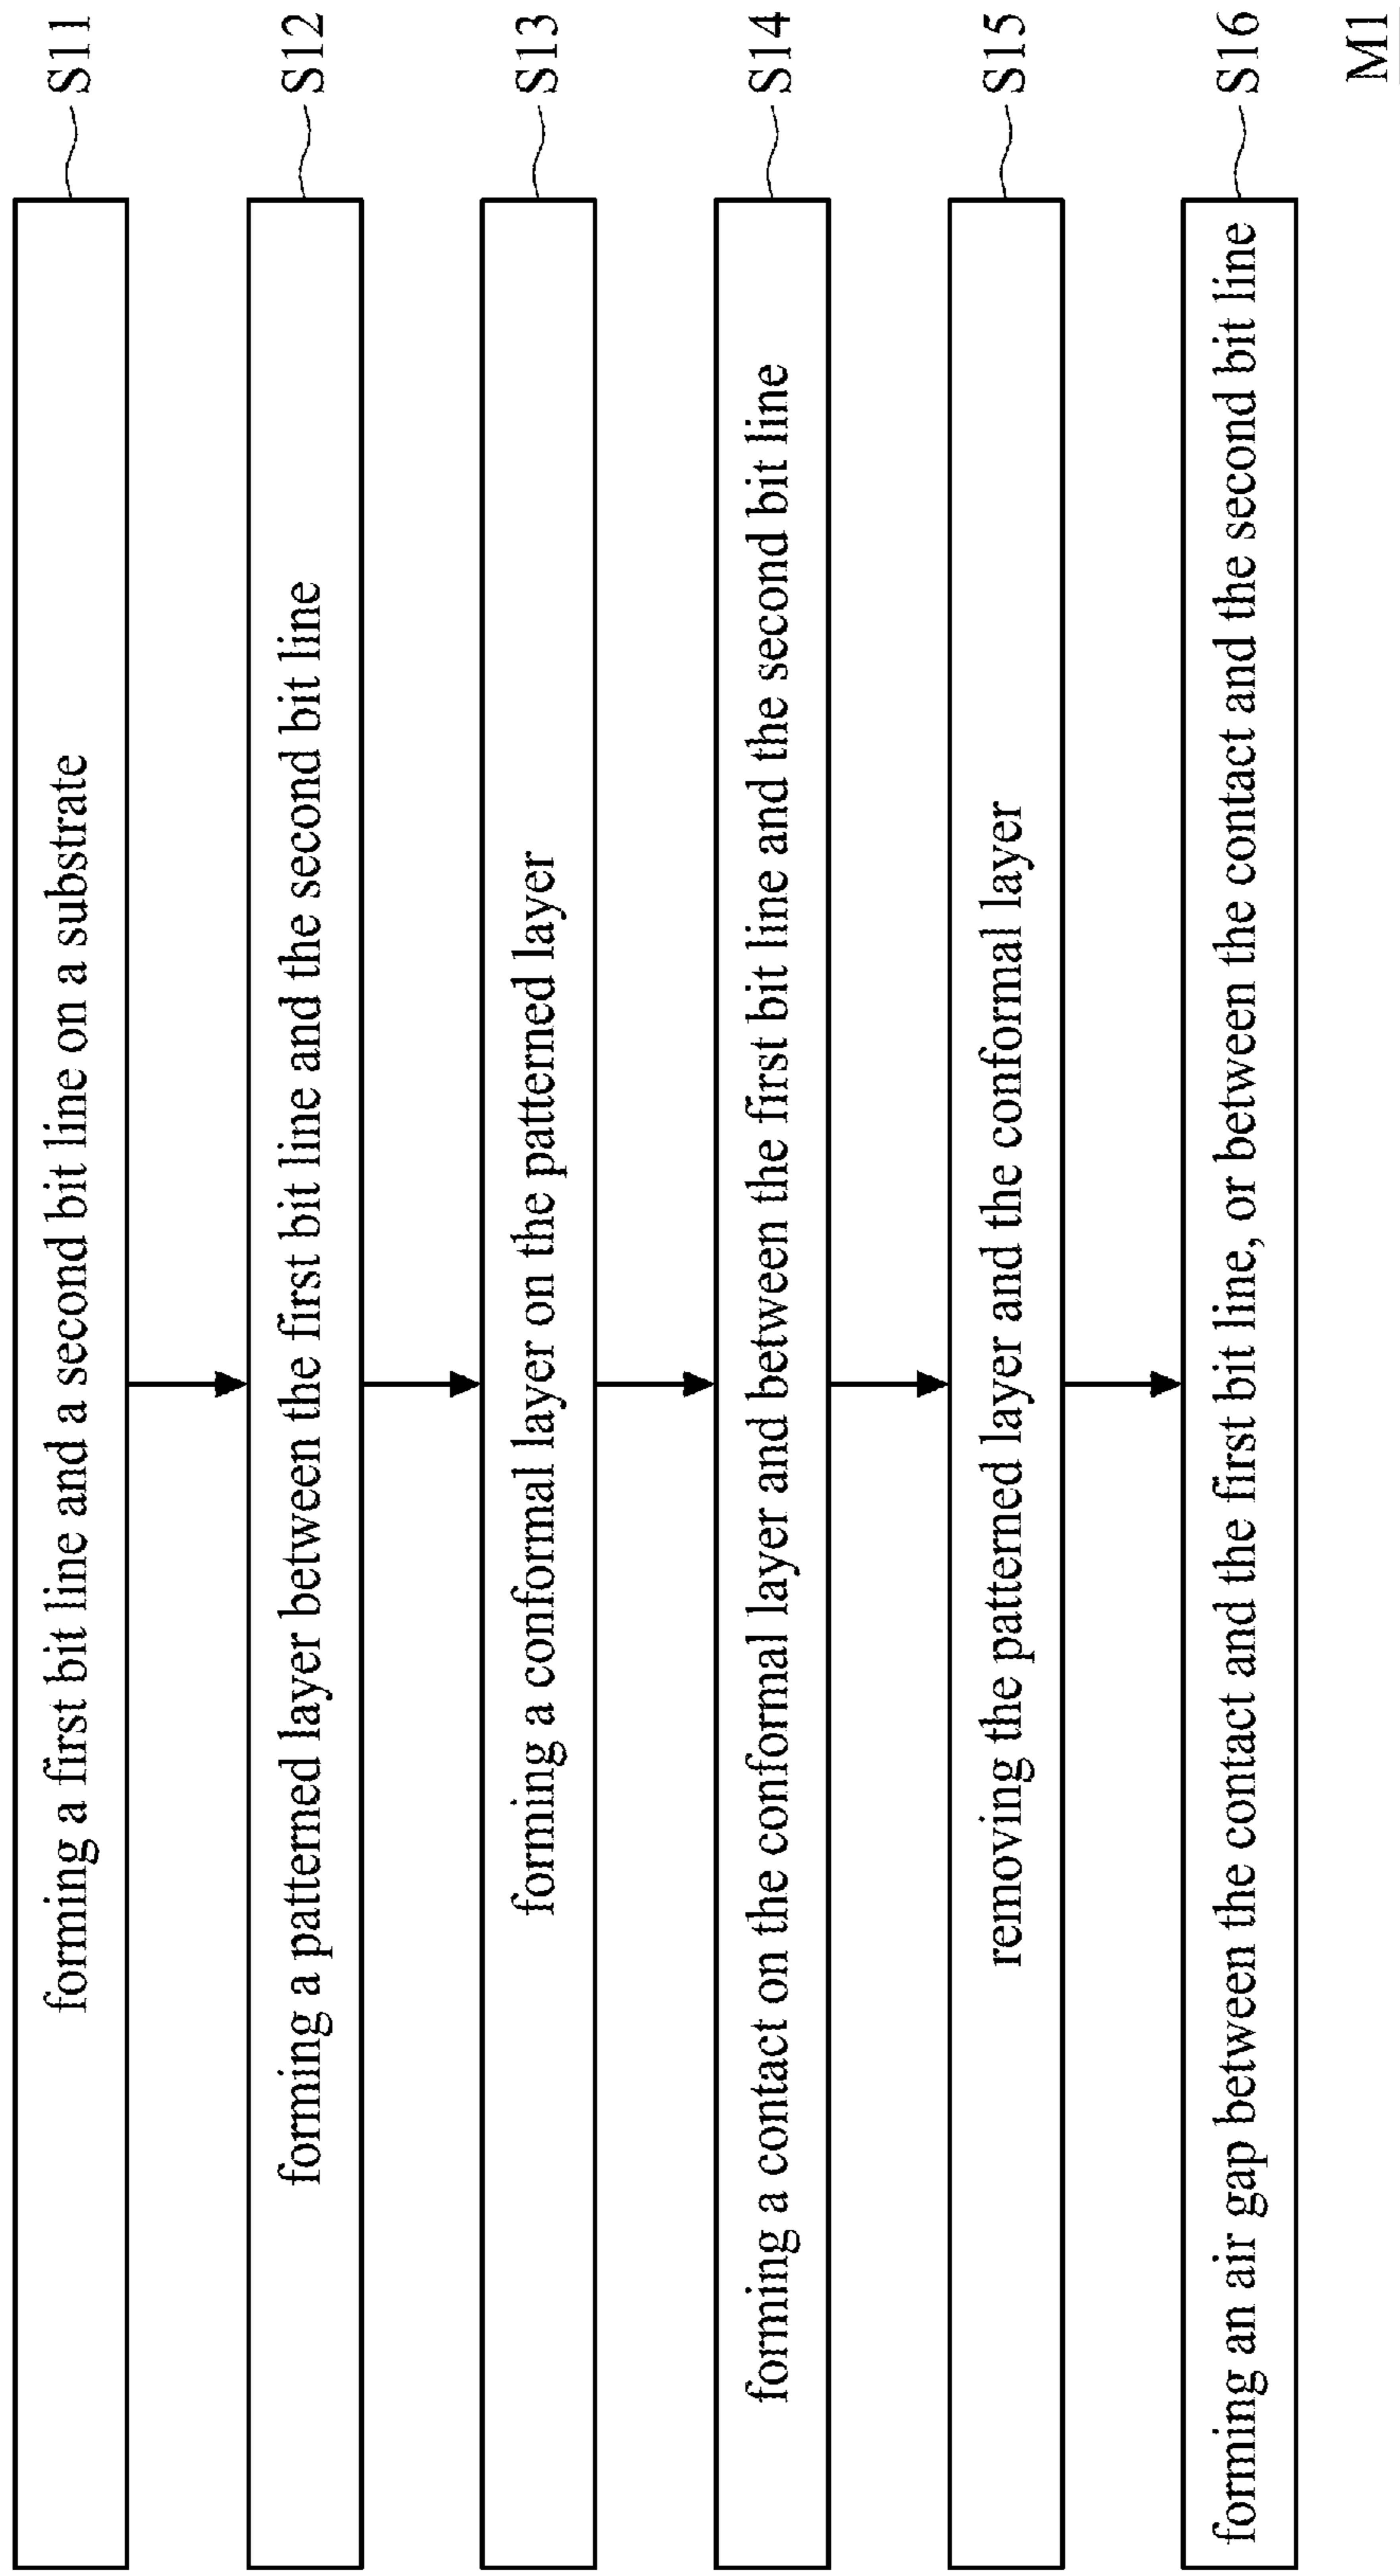 forming a first bit line and a second bit line on a substrate
S11
forming a patterned layer between the first bit line and the second bit line
S12
forming a conformal layer on the patterned layer
S13
forming a contact on the conformal layer and between the first bit line and the second bit line
S14
removing the patterned layer and the conformal layer
S15
forming an air gap between the contact and the first bit line, or between the contact and the second bit line
S16
M1